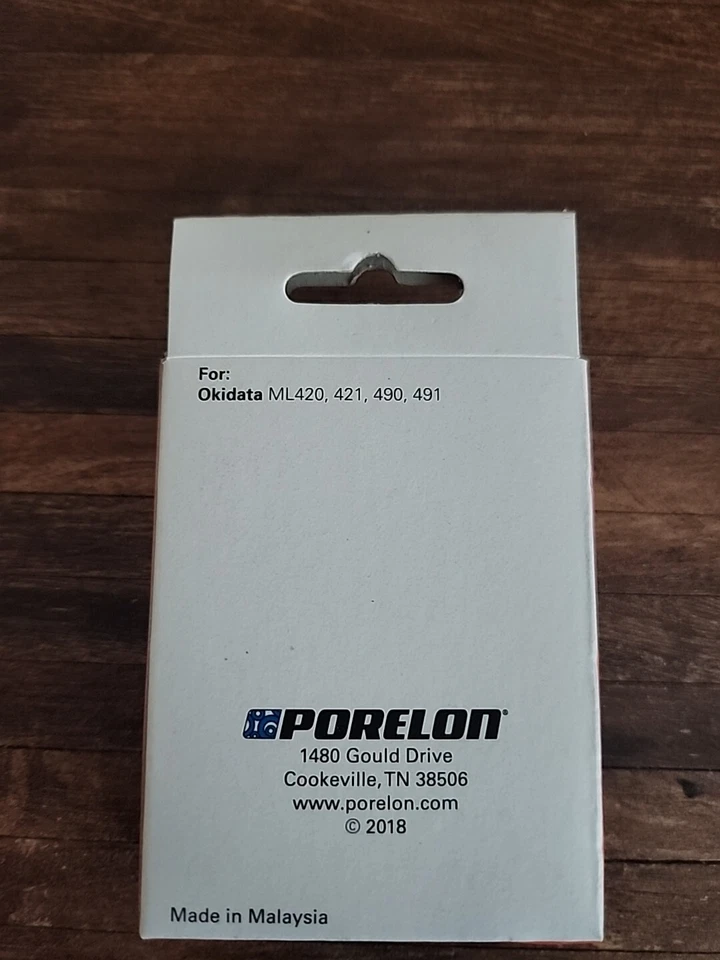 For:
Okidata ML420, 421, 490, 491
PORELON®
1480 Gould Drive
Cookeville, TN 38506
www.porelon.com
© 2018
Made in Malaysia